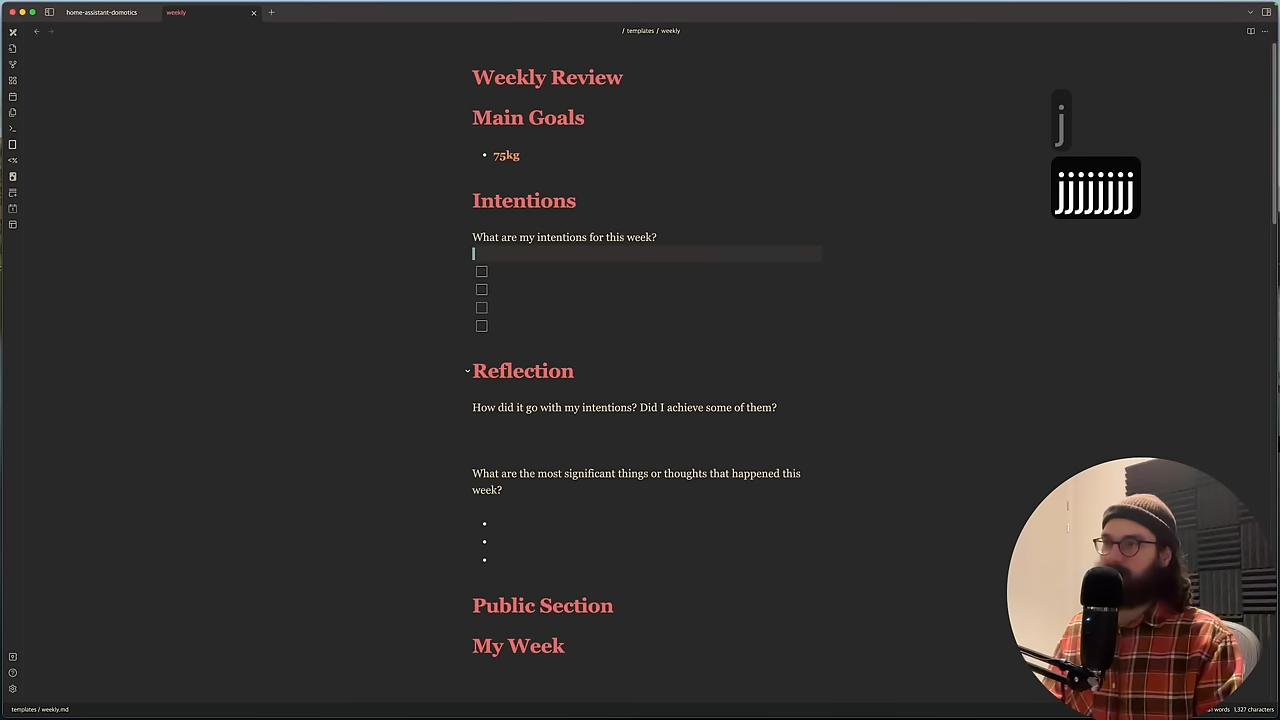 home-assistant-domotics
weekly
/ templates / weekly
Weekly Review
Main Goals
75kg
Intentions
What are my intentions for this week?
Reflection
How did it go with my intentions? Did I achieve some of them?
What are the most significant things or thoughts that happened this
week?
Public Section
My Week
j
jjjjjjjj
templates / weekly.md
words 1,327 characters